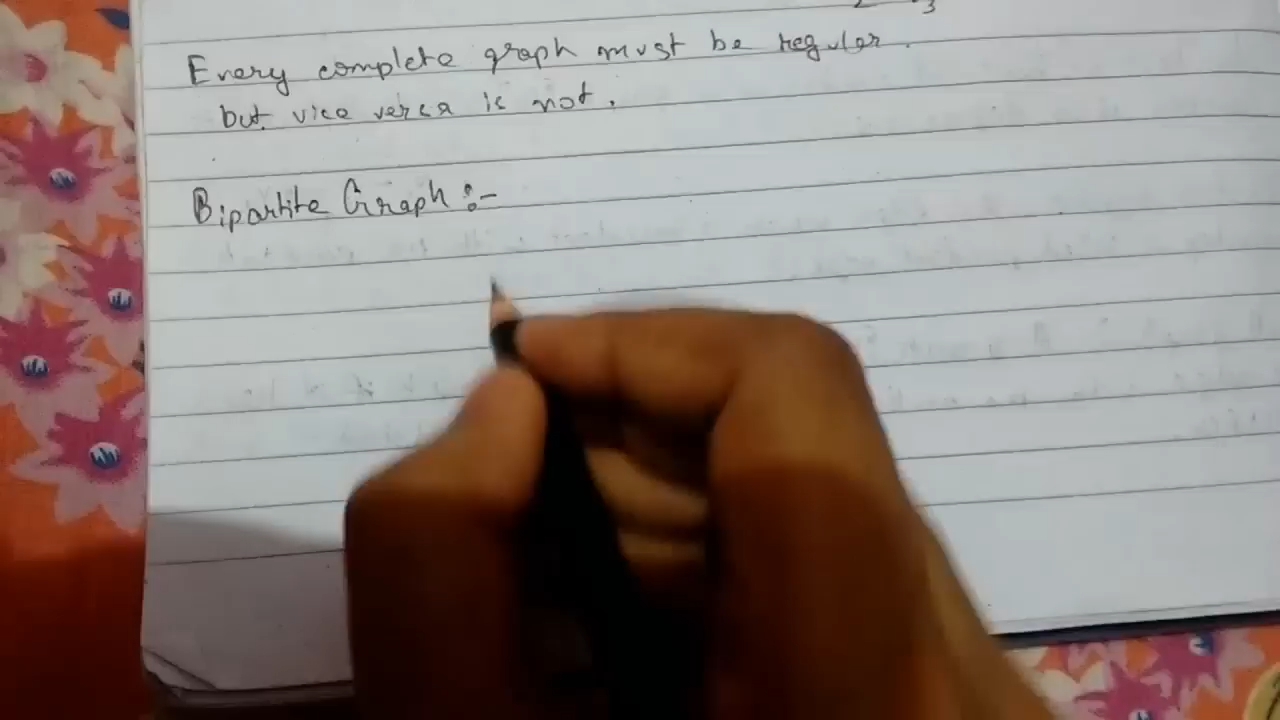 Every complete graph must be regular.
but vice versa is not.
Bipartite Graph :-